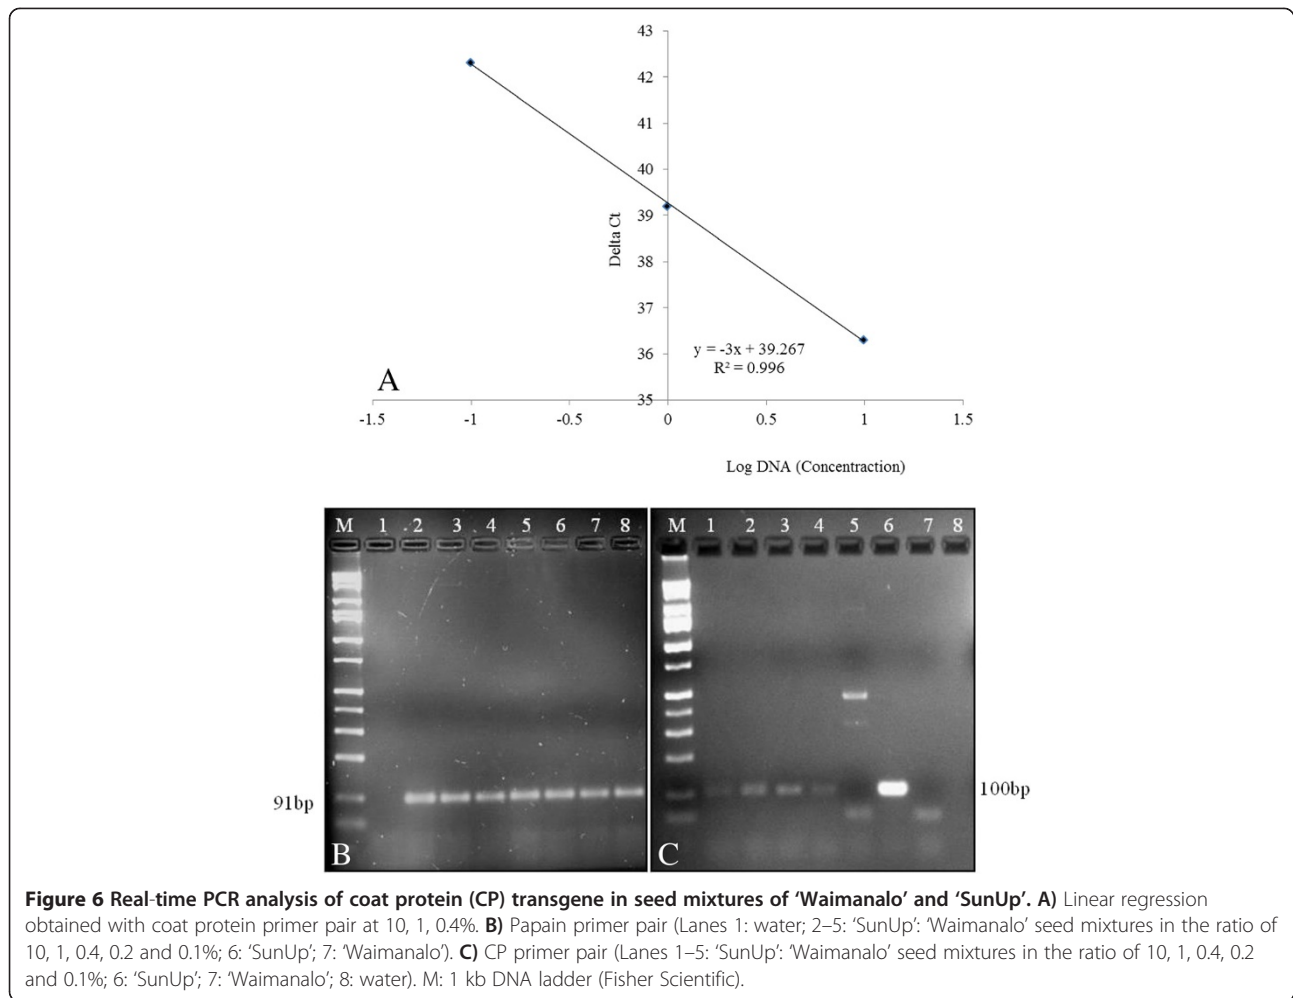 43
42
41
40
39
38
37
36
35
Delta Ct
y = -3x + 39.267
R² = 0.996
A
-1.5 -1 -0.5 0 0.5 1 1.5
Log DNA (Concentraction)
M 1 2 3 4 5 6 7 8
91bp
B
M 1 2 3 4 5 6 7 8
100bp
C
Figure 6 Real-time PCR analysis of coat protein (CP) transgene in seed mixtures of ‘Waimanalo’ and ‘SunUp’. A) Linear regression
obtained with coat protein primer pair at 10, 1, 0.4%. B) Papain primer pair (Lanes 1: water; 2–5: ‘SunUp’: ‘Waimanalo’ seed mixtures in the ratio of
10, 1, 0.4, 0.2 and 0.1%; 6: ‘SunUp’; 7: ‘Waimanalo’). C) CP primer pair (Lanes 1–5: ‘SunUp’: ‘Waimanalo’ seed mixtures in the ratio of 10, 1, 0.4, 0.2
and 0.1%; 6: ‘SunUp’; 7: ‘Waimanalo’; 8: water). M: 1 kb DNA ladder (Fisher Scientific).